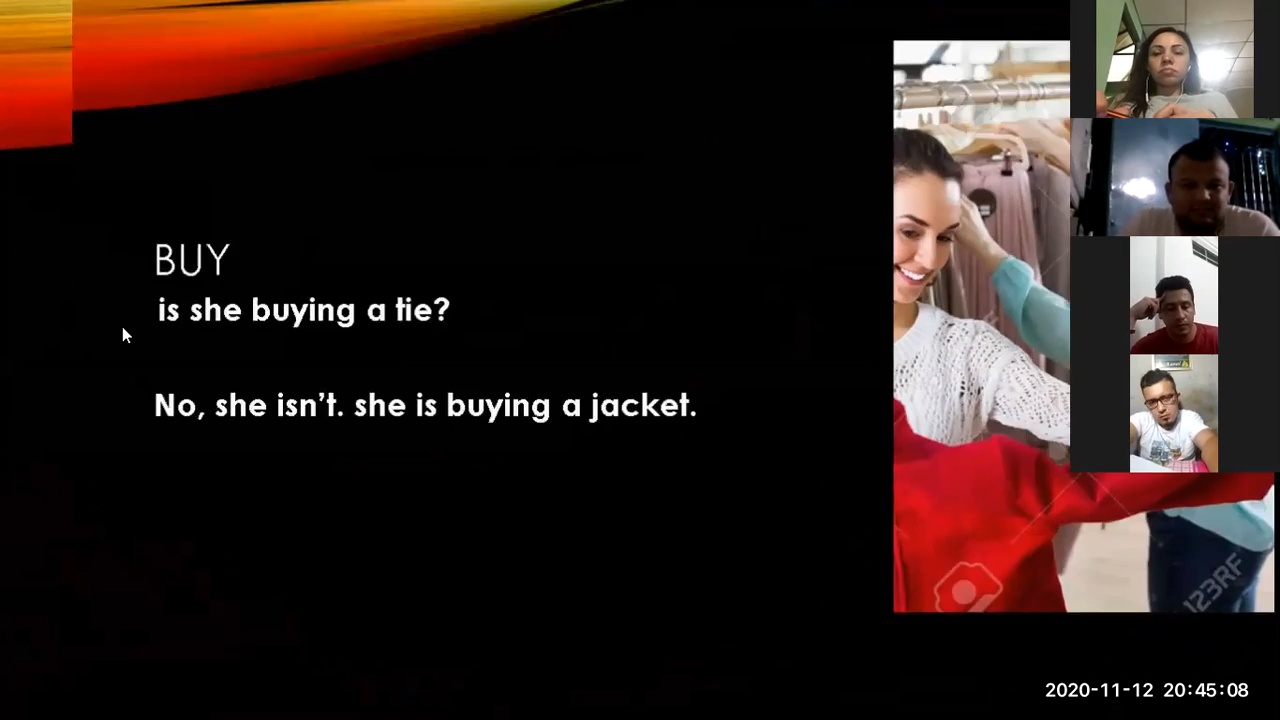 BUY
is she buying a tie?
No, she isn't. she is buying a jacket.
123RF
2020-11-12 20:45:08